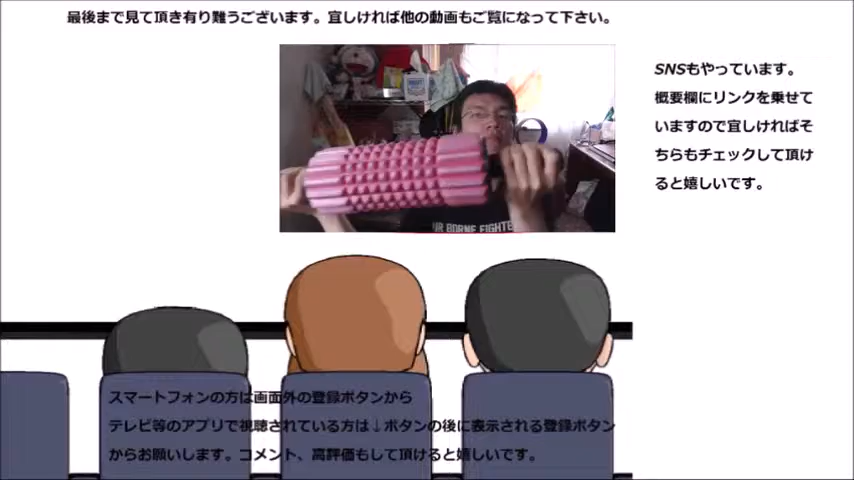 最後まで見て頂き有り難うございます。宜しければ他の動画もご覧になって下さい。
SNSもやっています。
概要欄にリンクを乗せて
いますので宜しければそ
ちらもチェックして頂け
ると嬉しいです。
AIR BORNE FIGHTE
スマートフォンの方は画面外の登録ボタンから
テレビ等のアプリで視聴されている方は↓ボタンの後に表示される登録ボタン
からお願いします。コメント、高評価もして頂けると嬉しいです。